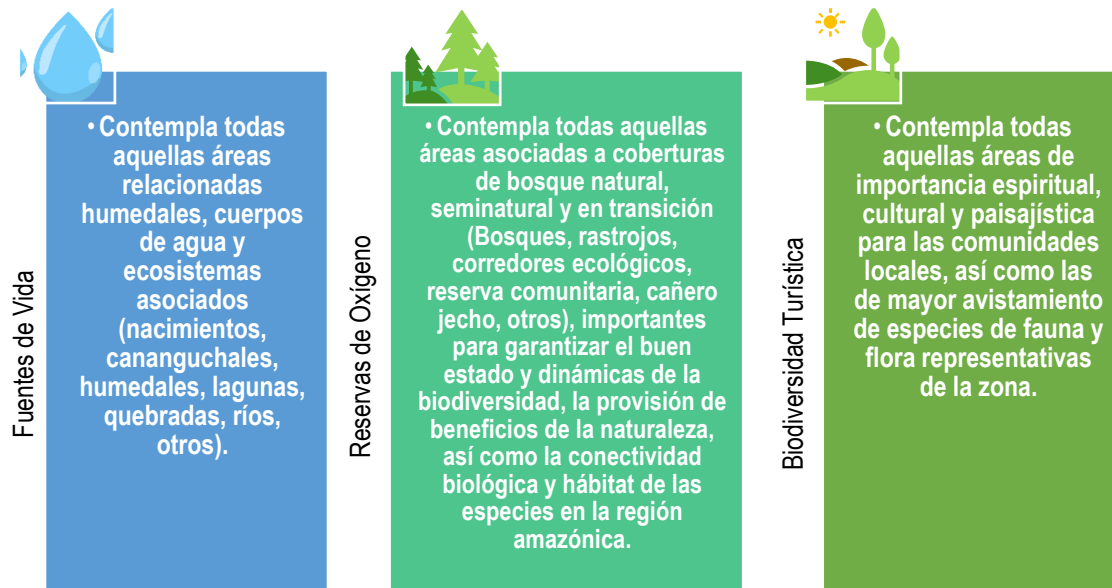 Fuentes de Vida
• Contempla todas
aquellas áreas
relacionadas
humedales, cuerpos
de agua y
ecosistemas
asociados
(nacimientos,
cananguchales,
humedales, lagunas,
quebradas, ríos,
otros).
Reservas de Oxígeno
• Contempla todas aquellas
áreas asociadas a coberturas
de bosque natural,
seminatural y en transición
(Bosques, rastrojos,
corredores ecológicos,
reserva comunitaria, cañero
jecho, otros), importantes
para garantizar el buen
estado y dinámicas de la
biodiversidad, la provisión de
beneficios de la naturaleza,
así como la conectividad
biológica y hábitat de las
especies en la región
amazónica.
Biodiversidad Turística
• Contempla todas
aquellas áreas de
importancia espiritual,
cultural y paisajística
para las comunidades
locales, así como las
de mayor avistamiento
de especies de fauna y
flora representativas
de la zona.